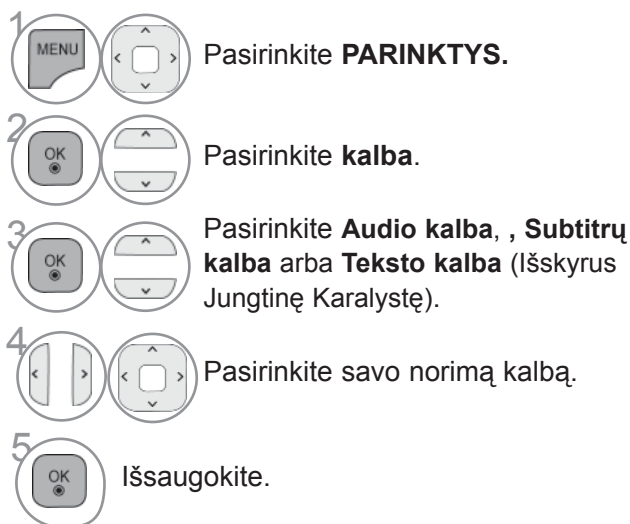 1
MENU
Pasirinkite PARINKTYS.
2
OK
Pasirinkite kalba.
3
OK
Pasirinkite Audio kalba, , Subtitrų
kalba arba Teksto kalba (Išskyrus
Jungtinę Karalystę).
4
Pasirinkite savo norimą kalbą.
5
OK
Išsaugokite.